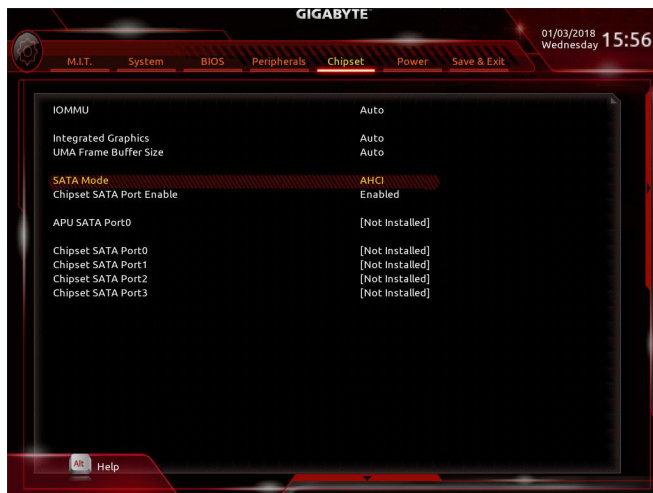 GIGABYTE
01/03/2018 15:56
Wednesday
M.I.T. System BIOS Peripherals Chipset Power Save & Exit
IOMMU Auto
Integrated Graphics Auto
UMA Frame Buffer Size Auto
SATA Mode AHCI
Chipset SATA Port Enable Enabled
APU SATA Port0 [Not Installed]
Chipset SATA Port0 [Not Installed]
Chipset SATA Port1 [Not Installed]
Chipset SATA Port2 [Not Installed]
Chipset SATA Port3 [Not Installed]
Alt Help